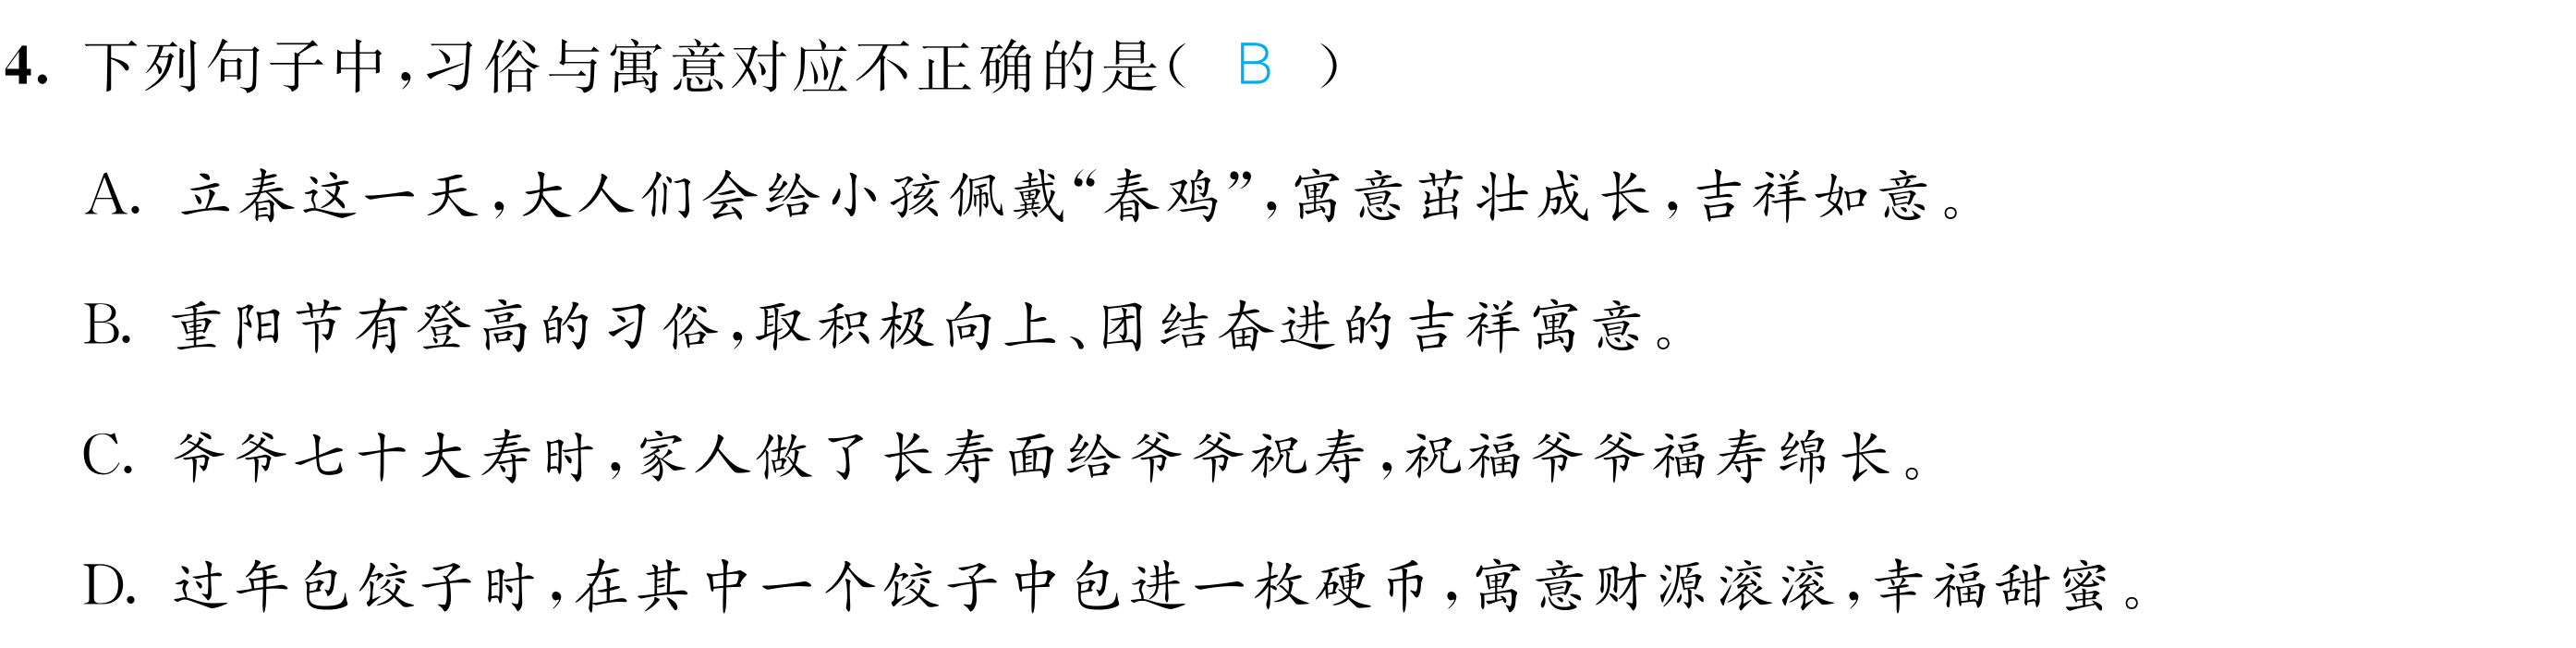 4. 下列句子中,习俗与寓意对应不正确的是( B )
A. 立春这一天,大人们会给小孩佩戴“春鸡”,寓意茁壮成长,吉祥如意。
B. 重阳节有登高的习俗,取积极向上、团结奋进的吉祥寓意。
C. 爷爷七十大寿时,家人做了长寿面给爷爷祝寿,祝福爷爷福寿绵长。
D. 过年包饺子时,在其中一个饺子中包进一枚硬币,寓意财源滚滚,幸福甜蜜。